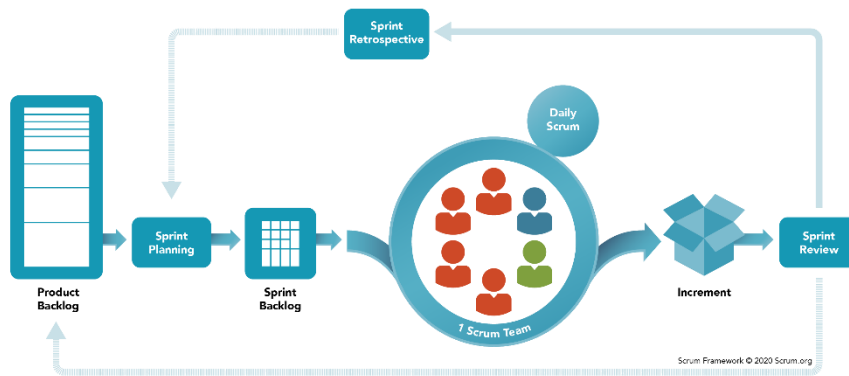 Sprint
Retrospective
Daily
Scrum
Sprint
Planning
Sprint
Review
Product
Backlog
Sprint
Backlog
1 Scrum Team
Increment
Scrum Framework © 2020 Scrum.org